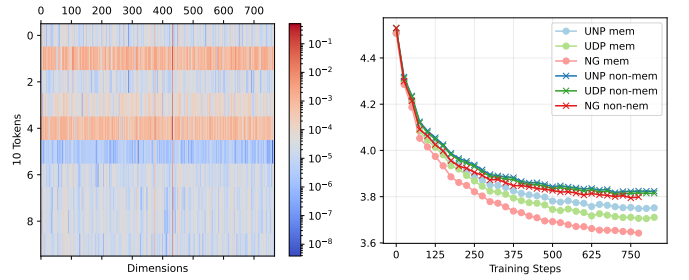 0 100 200 300 400 500 600 700
0
2
4
6
8
10 Tokens
Dimensions
10⁻¹
10⁻²
10⁻³
10⁻⁴
10⁻⁵
10⁻⁶
10⁻⁷
10⁻⁸
4.4
4.2
4.0
3.8
3.6
0 125 250 375 500 625 750
Training Steps
UNP mem
UDP mem
NG mem
UNP non-mem
UDP non-mem
NG non-nem